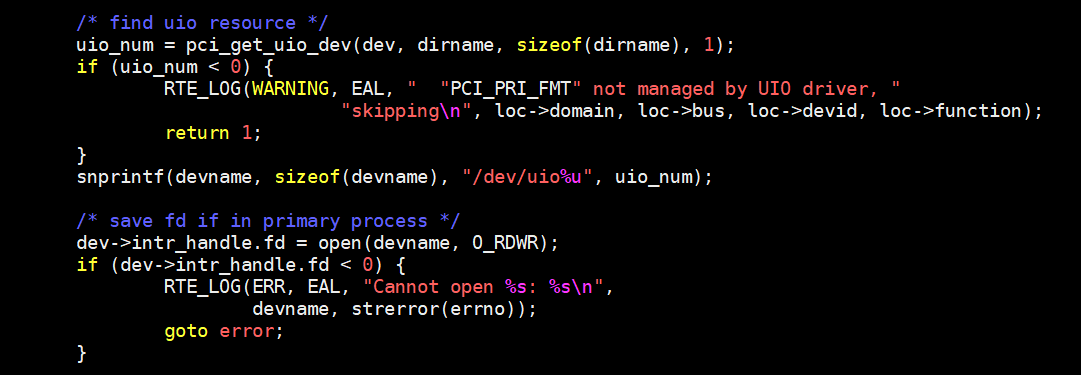 /* find uio resource */
uio_num = pci_get_uio_dev(dev, dirname, sizeof(dirname), 1);
if (uio_num < 0) {
        RTE_LOG(WARNING, EAL, "  "PCI_PRI_FMT" not managed by UIO driver, "
                        "skipping\n", loc->domain, loc->bus, loc->devid, loc->function);
        return 1;
}
snprintf(devname, sizeof(devname), "/dev/uio%u", uio_num);

/* save fd if in primary process */
dev->intr_handle.fd = open(devname, O_RDWR);
if (dev->intr_handle.fd < 0) {
        RTE_LOG(ERR, EAL, "Cannot open %s: %s\n",
                devname, strerror(errno));
        goto error;
}